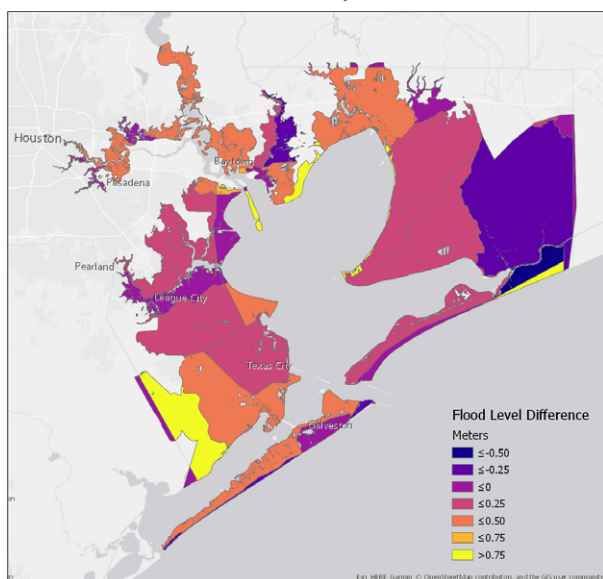 Houston
Baytown
Pasadena
Pearland
League City
Texas City
Galveston
Flood Level Difference
Meters
≤-0.50
≤-0.25
≤0
≤0.25
≤0.50
≤0.75
>0.75
Esri, HERE, Garmin, © OpenStreetMap contributors, and the GIS user community